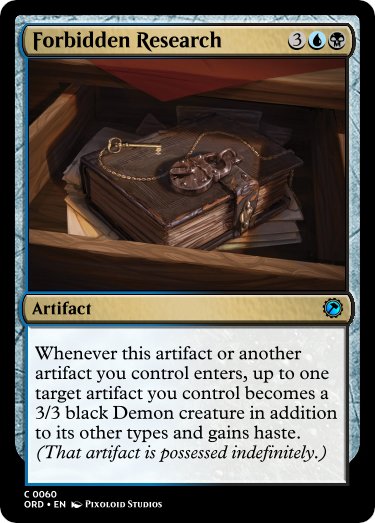 Forbidden Research 3
Artifact
Whenever this artifact or another
artifact you control enters, up to one
target artifact you control becomes a
3/3 black Demon creature in addition
to its other types and gains haste.
(That artifact is possessed indefinitely.)
C 0060
ORD • EN Pixoloid Studios